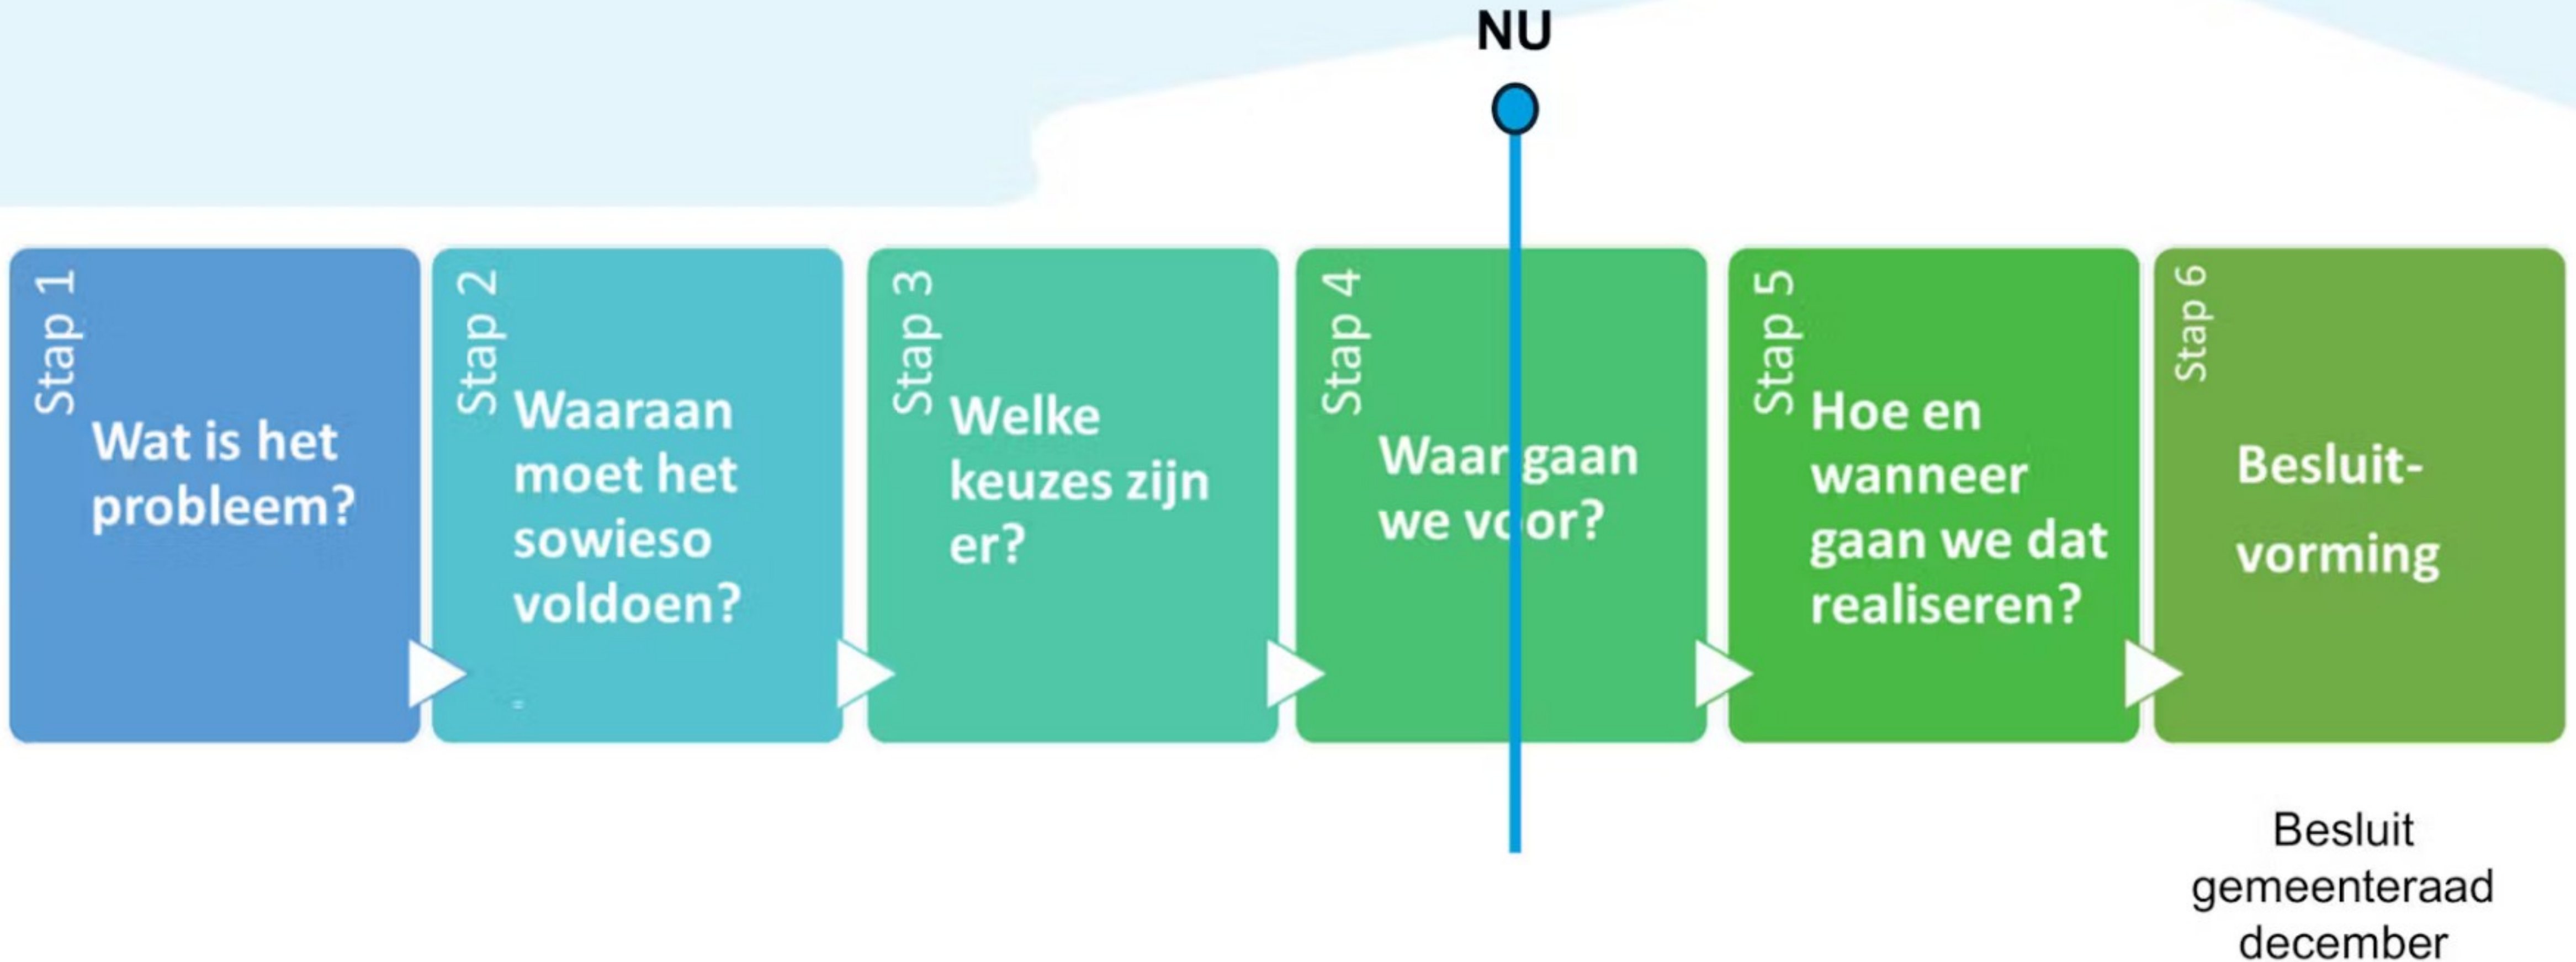 NU
Stap 1
Wat is het
probleem?
Stap 2
Waaraan
moet het
sowieso
voldoen?
Stap 3
Welke
keuzes zijn
er?
Stap 4
Waar gaan
we voor?
Stap 5
Hoe en
wanneer
gaan we dat
realiseren?
Stap 6
Besluit-
vorming
Besluit
gemeenteraad
december